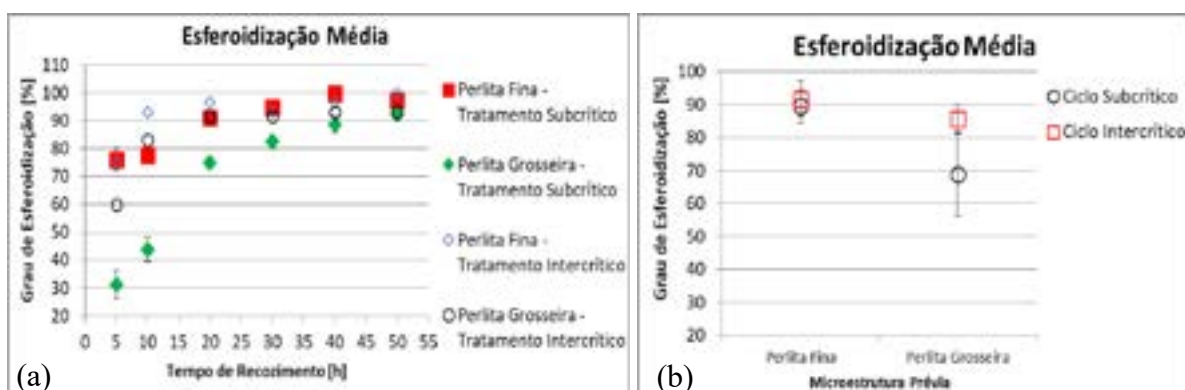 Esferoidização Média
Grau de Esferoidização [%]
110
100
90
80
70
60
50
40
30
20
0
5
10
15
20
25
30
35
40
45
50
55
Tempo de Recozimento [h]
Perlita Fina -
Tratamento Subcrítico
Perlita Grosseira -
Tratamento Subcrítico
Perlita Fina -
Tratamento Intercrítico
Perlita Grosseira -
Tratamento Intercrítico
(a)
Esferoidização Média
Grau de Esferoidização [%]
100
90
80
70
60
50
40
30
20
Perlita Fina
Perlita Grosseira
Microestrutura Prévia
Ciclo Subcrítico
Ciclo Intercrítico
(b)